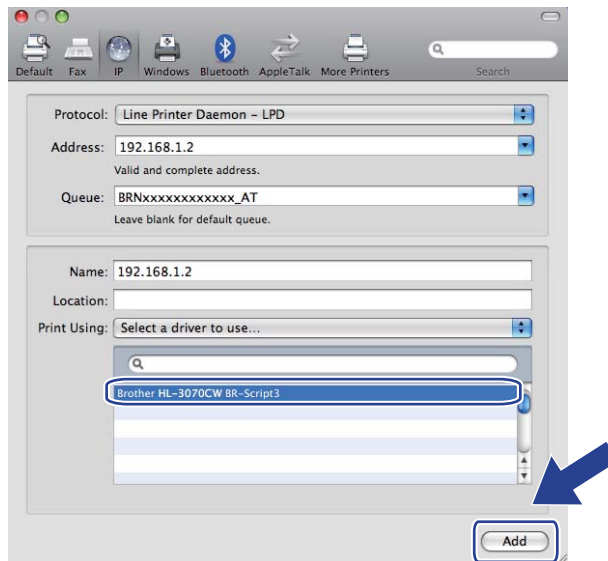 Default Fax IP Windows Bluetooth AppleTalk More Printers Search
Protocol: Line Printer Daemon – LPD
Address: 192.168.1.2
Valid and complete address.
Queue: BRNxxxxxxxxxxxx_AT
Leave blank for default queue.
Name: 192.168.1.2
Location:
Print Using: Select a driver to use...
Brother HL-3070CW BR-Script3
Add